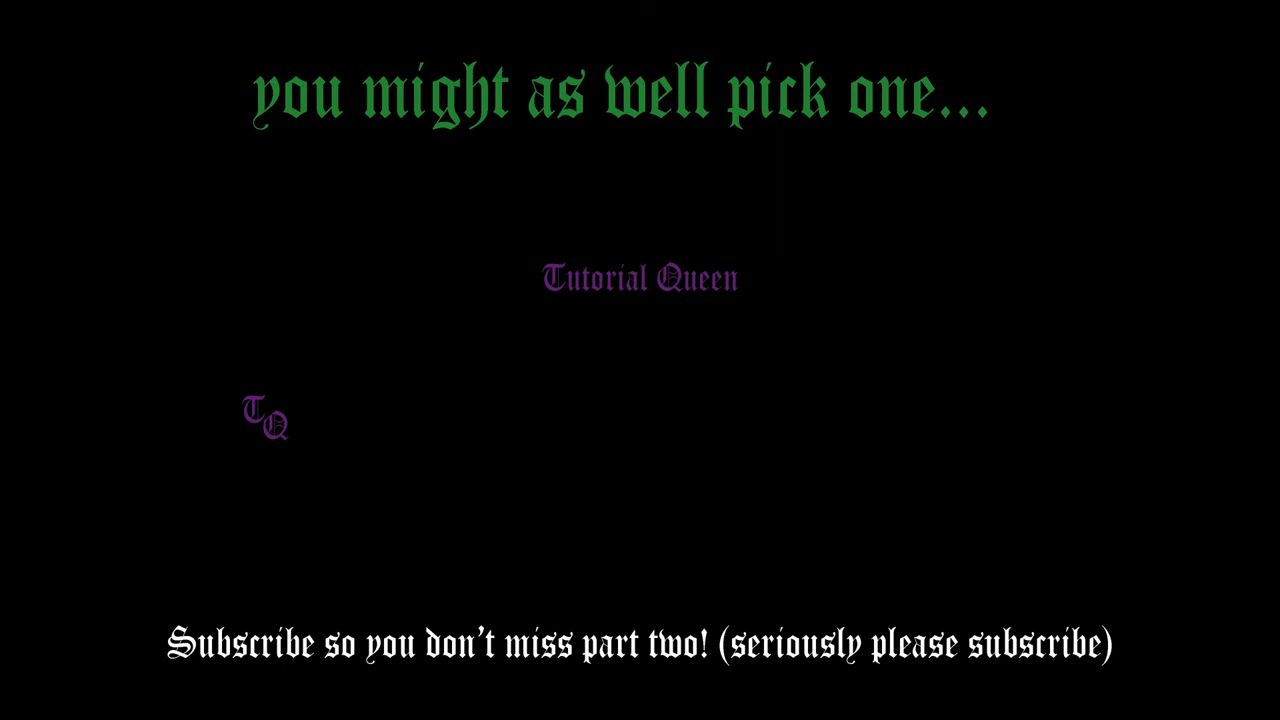 you might as well pick one...
Tutorial Queen
TQ
Subscribe so you don't miss part two! (seriously please subscribe)